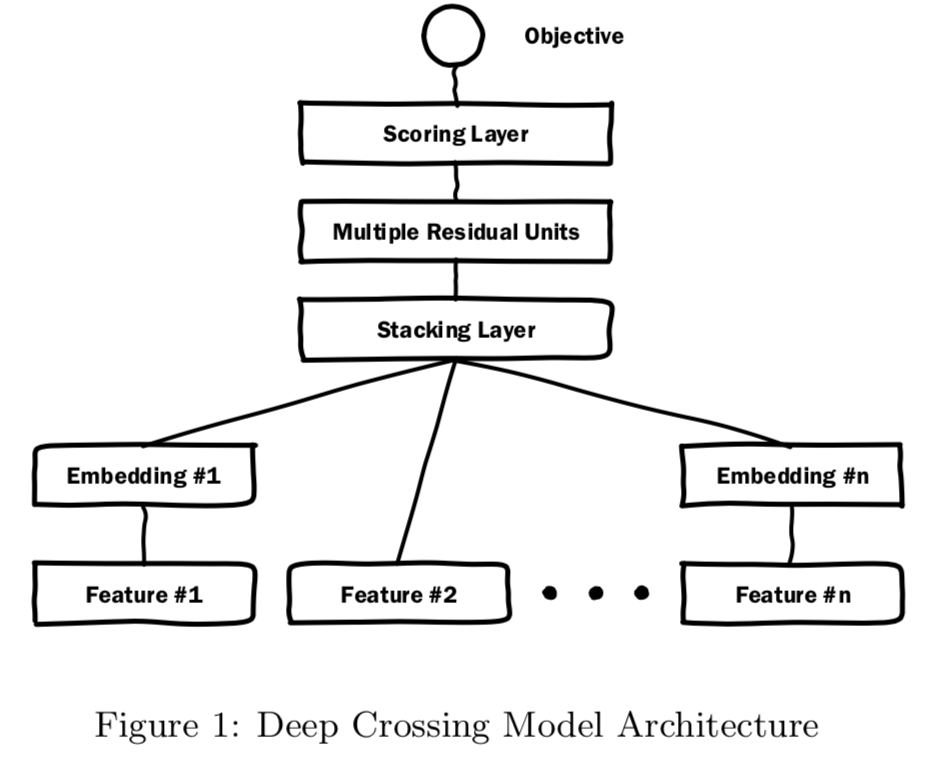 Objective
Scoring Layer
Multiple Residual Units
Stacking Layer
Embedding #1
Embedding #n
Feature #1
Feature #2
Feature #n
Figure 1: Deep Crossing Model Architecture